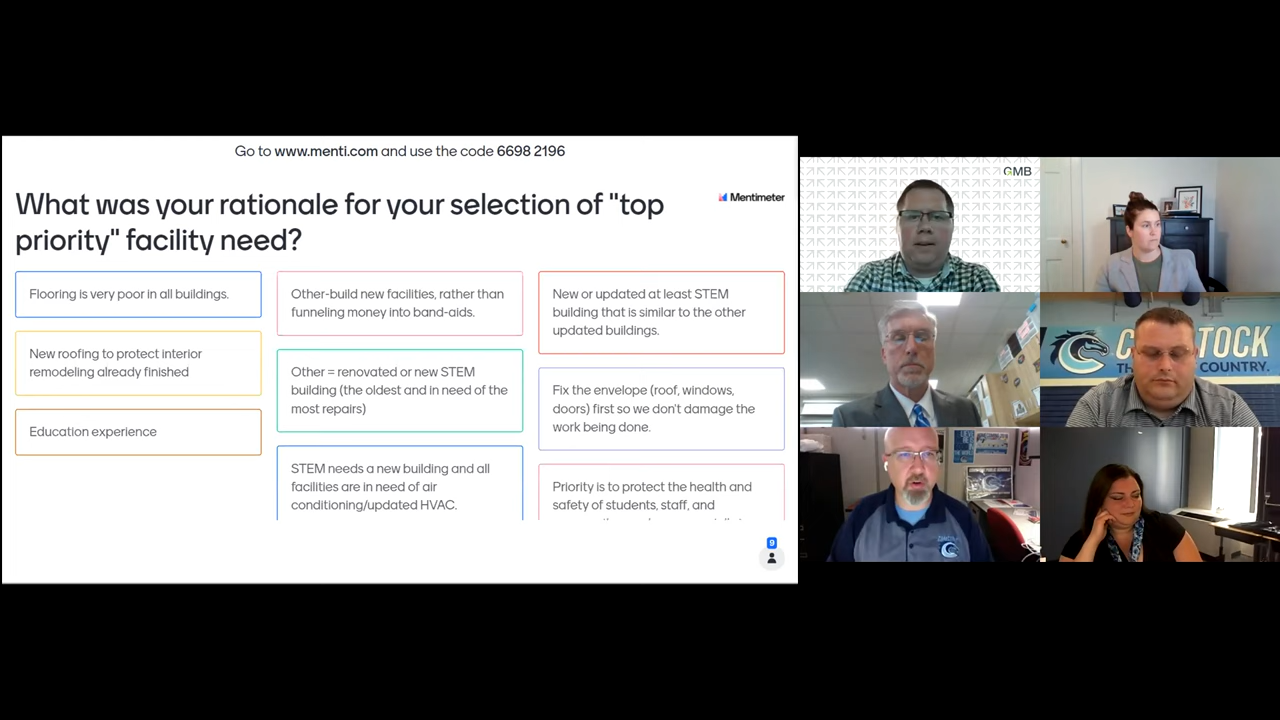 Go to www.menti.com and use the code 6698 2196
What was your rationale for your selection of "top
priority" facility need?
Mentimeter
Flooring is very poor in all buildings.
New roofing to protect interior
remodeling already finished
Education experience
Other-build new facilities, rather than
funneling money into band-aids.
Other = renovated or new STEM
building (the oldest and in need of the
most repairs)
STEM needs a new building and all
facilities are in need of air
conditioning/updated HVAC.
New or updated at least STEM
building that is similar to the other
updated buildings.
Fix the envelope (roof, windows,
doors) first so we don't damage the
work being done.
Priority is to protect the health and
safety of students, staff, and
9
GMB
COUNTRY.